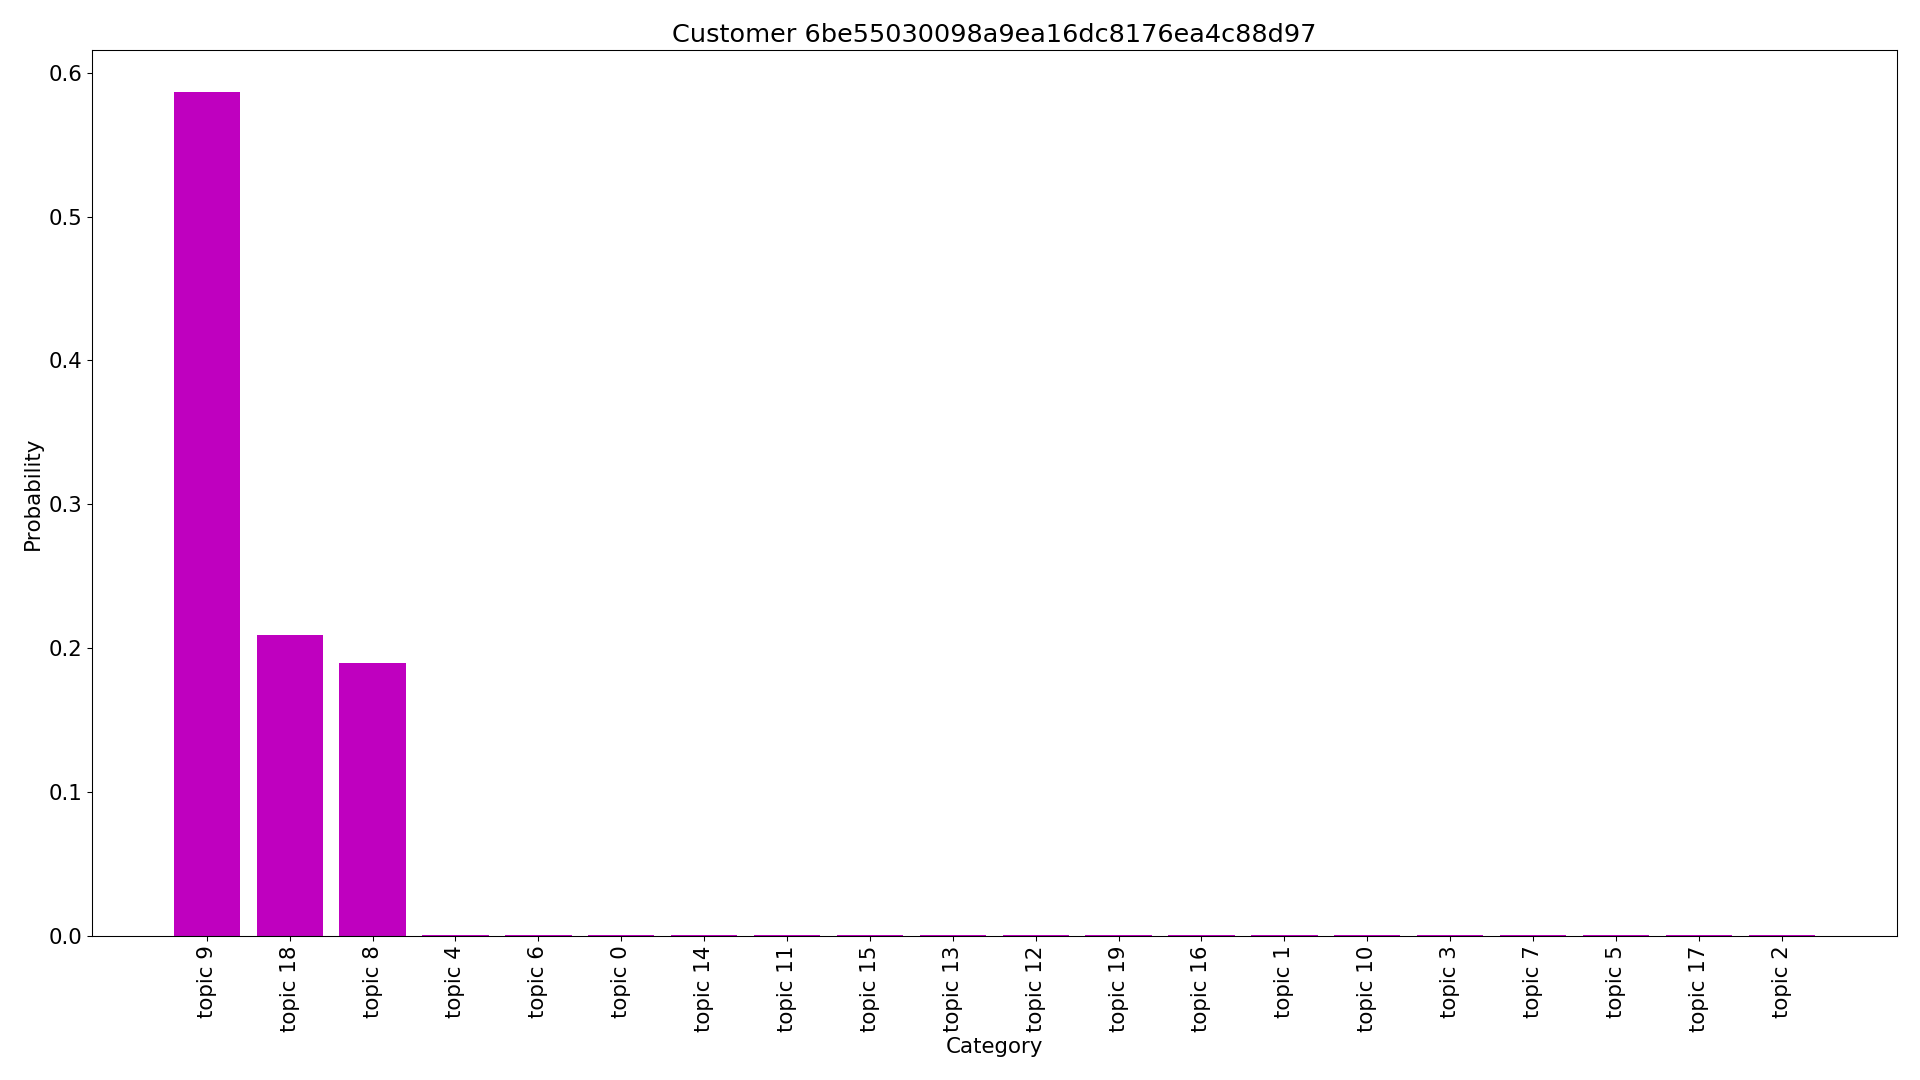 Customer 6be55030098a9ea16dc8176ea4c88d97
Probability
0.6
0.5
0.4
0.3
0.2
0.1
0.0
topic 9
topic 18
topic 8
topic 4
topic 6
topic 0
topic 14
topic 11
topic 15
topic 13
topic 12
topic 19
topic 16
topic 1
topic 10
topic 3
topic 7
topic 5
topic 17
topic 2
Category